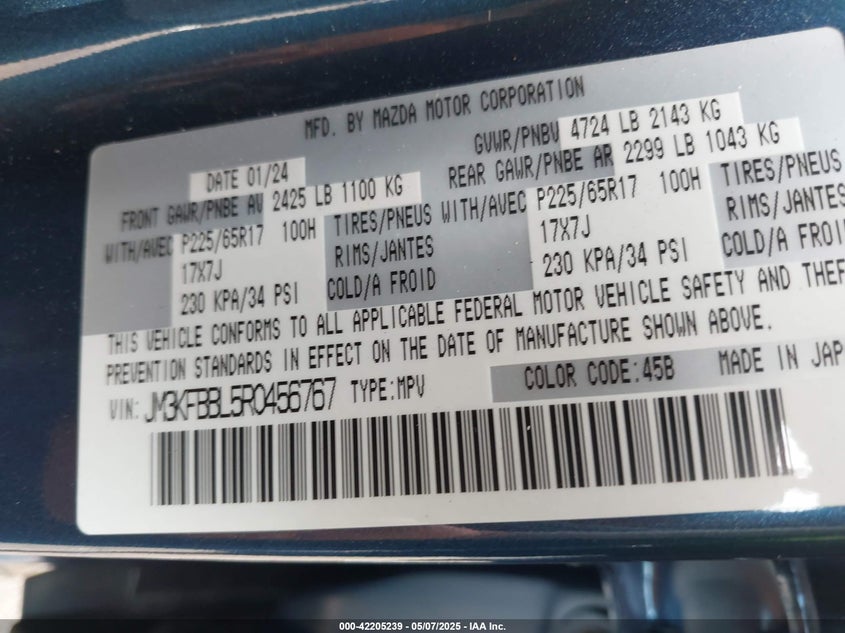 MFD. BY MAZDA MOTOR CORPORATION
DATE 01/24 GVWR/PNBV 4724 LB 2143 KG
FRONT GAWR/PNBE AV 2425 LB 1100 KG REAR GAWR/PNBE AR 2299 LB 1043 KG
WITH/AVEC P225/65R17 100H TIRES/PNEUS WITH/AVEC P225/65R17 100H TIRES/PNEUS
17X7J RIMS/JANTES 17X7J RIMS/JANTES
230 KPA/34 PSI COLD/A FROID 230 KPA/34 PSI COLD/A FROI
THIS VEHICLE CONFORMS TO ALL APPLICABLE FEDERAL MOTOR VEHICLE SAFETY AND THEF
PREVENTION STANDARDS IN EFFECT ON THE DATE OF MANUFACTURE SHOWN ABOVE.
VIN: JM3KFBBL5R0456767 TYPE:MPV COLOR CODE:45B MADE IN JAP
000-42205239 - 05/07/2025 - IAA Inc.